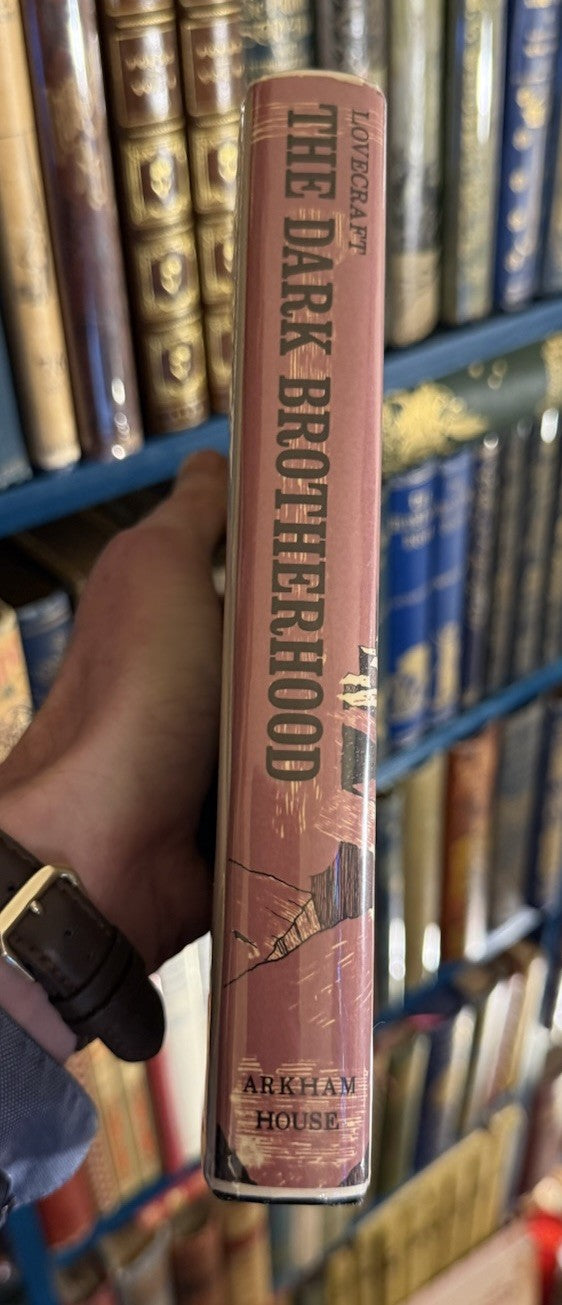 LOVECRAFT
THE DARK BROTHERHOOD
ARKHAM
HOUSE